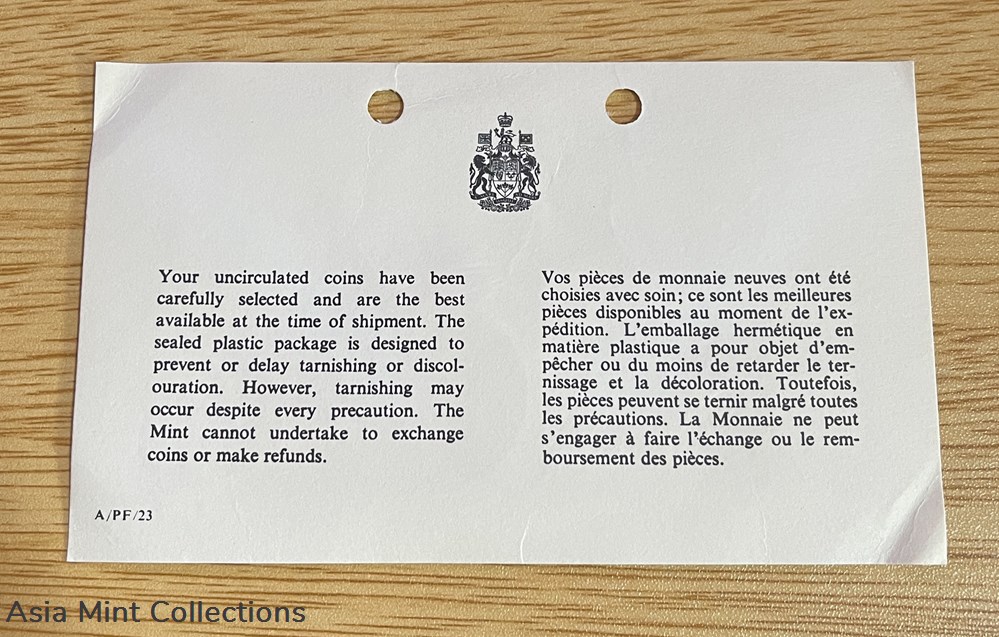 Your uncirculated coins have been
carefully selected and are the best
available at the time of shipment. The
sealed plastic package is designed to
prevent or delay tarnishing or discol-
ouration. However, tarnishing may
occur despite every precaution. The
Mint cannot undertake to exchange
coins or make refunds.
Vos pièces de monnaie neuves ont été
choisies avec soin; ce sont les meilleures
pièces disponibles au moment de l'ex-
pédition. L'emballage hermétique en
matière plastique a pour objet d'em-
pêcher ou du moins de retarder le ter-
nissage et la décoloration. Toutefois,
les pièces peuvent se ternir malgré toutes
les précautions. La Monnaie ne peut
s'engager à faire l'échange ou le rem-
boursement des pièces.
A/PF/23
Asia Mint Collections